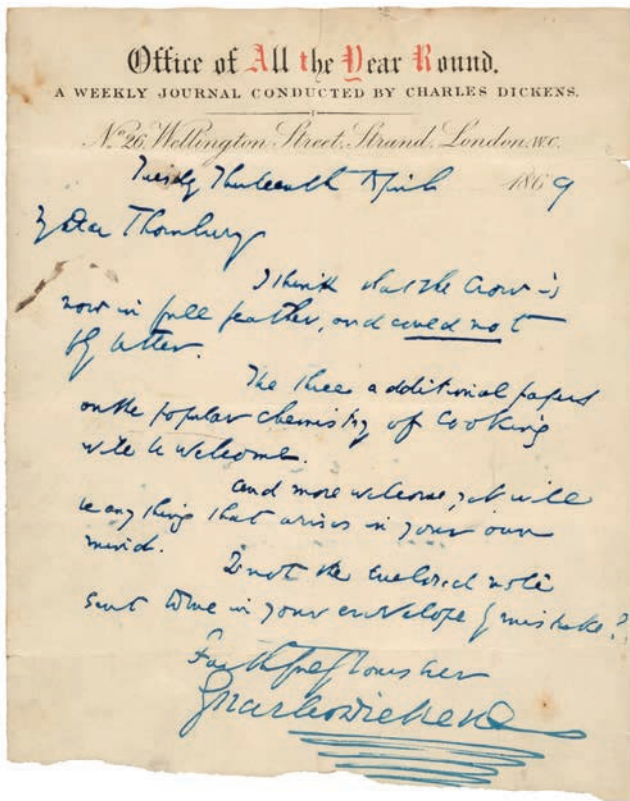 Office of All the Year Round.
A WEEKLY JOURNAL CONDUCTED BY CHARLES DICKENS.
No. 26, Wellington Street, Strand, London, W.C.
Tuesday Thirteenth April 1869
My Dear Thornbury
I think that the Crow is
now in full feather, and could not
fly better.
The three additional papers
on the popular chemistry of Cooking
will be welcome.
And more welcome yet will
be any thing that arises in your own
mind.
Is not the enclosed note
sent to me in your envelope by mistake?
Faithfully Yours ever
Charles Dickens